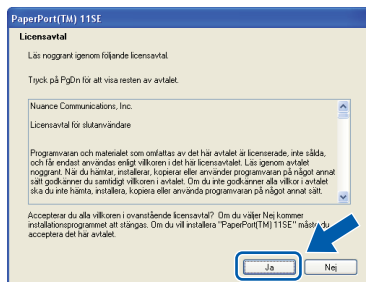 PaperPort(TM) 11SE
Licensavtal
Läs noggrant igenom följande licensavtal.
Tryck på PgDn för att visa resten av avtalet.
Nuance Communications, Inc.
Licensavtal för slutanvändare
Programvaran och materialet som omfattas av det här avtalet är licenserade, inte sålda,
och får endast användas enligt villkoren i det här licensavtalet. Läs igenom avtalet
noggrant. När du hämtar, installerar, kopierar eller använder programvaran på något annat
sätt godkänner du samtidigt villkoren i avtalet. Om du inte godkänner alla villkor i avtalet
ska du inte hämta, installera, kopiera eller använda programvaran på något annat sätt.
Accepterar du alla villkoren i ovanstående licensavtal? Om du väljer Nej kommer
installationsprogrammet att stängas. Om du vill installera "PaperPort(TM) 11SE" måste du
acceptera det här avtalet.
Ja
Nej